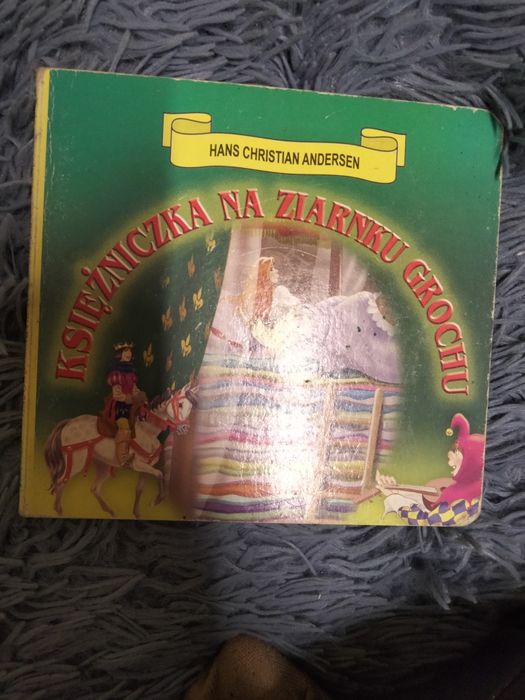 HANS CHRISTIAN ANDERSEN
KSIĘŻNICZKA NA ZIARNKU GROCHU